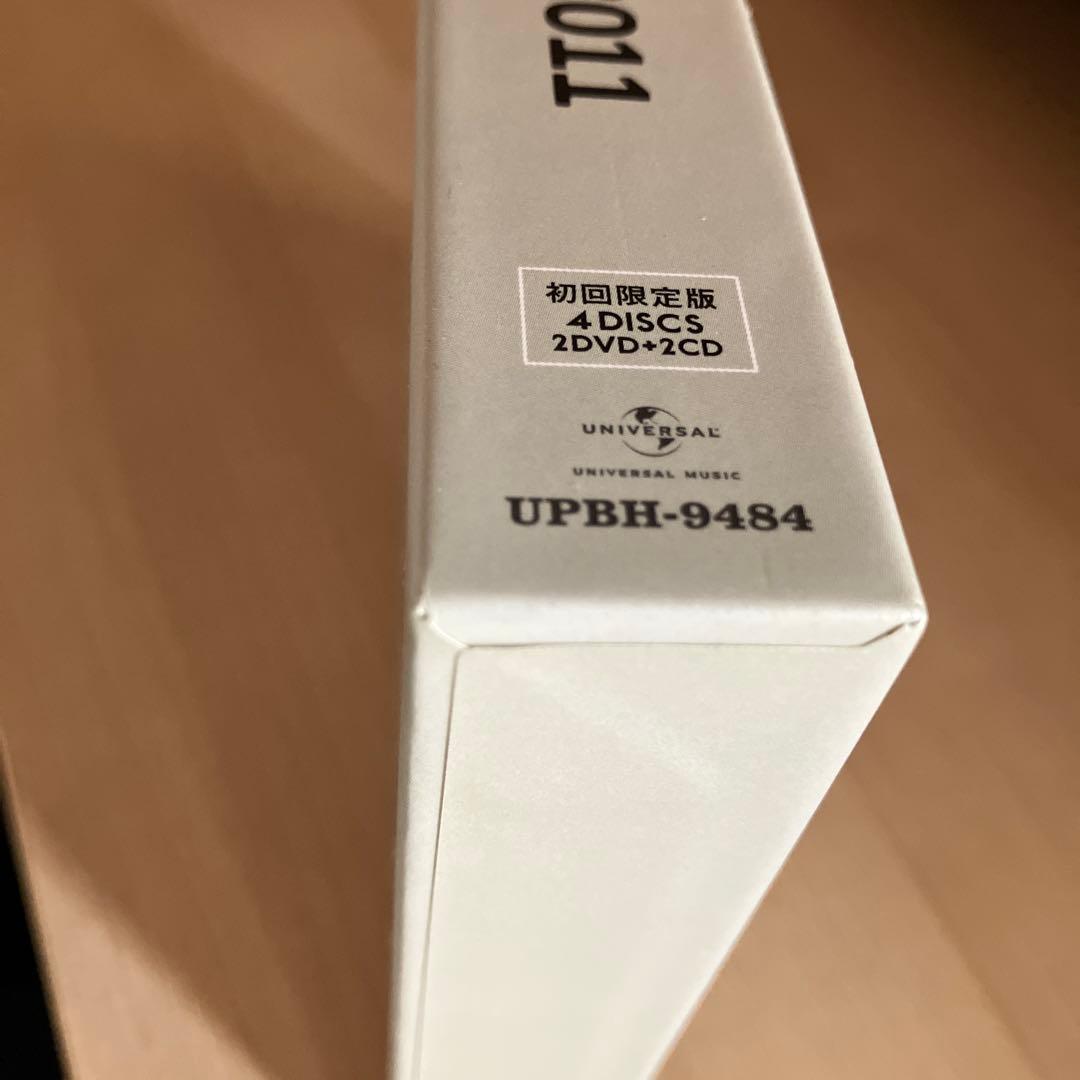 011
初回限定版
4DISCS
2DVD+2CD
UNIVERSAL
UNIVERSAL MUSIC
UPBH-9484